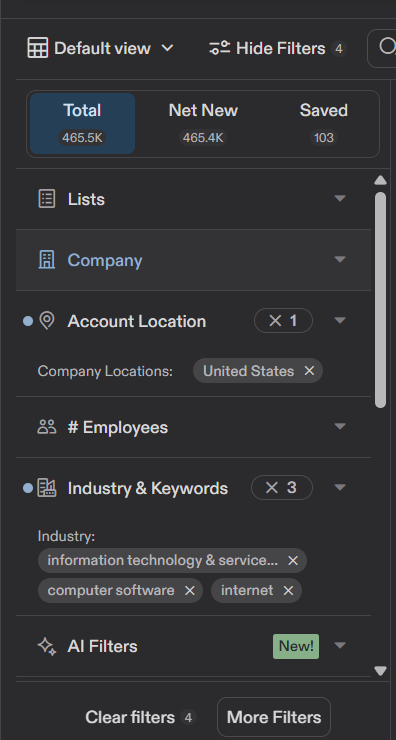 Default view Hide Filters 4
Total Net New Saved
465.5K 465.4K 103
Lists
Company
Account Location 1
Company Locations: United States
# Employees
Industry & Keywords 3
Industry:
information technology & service...
computer software internet
AI Filters New!
Clear filters 4 More Filters